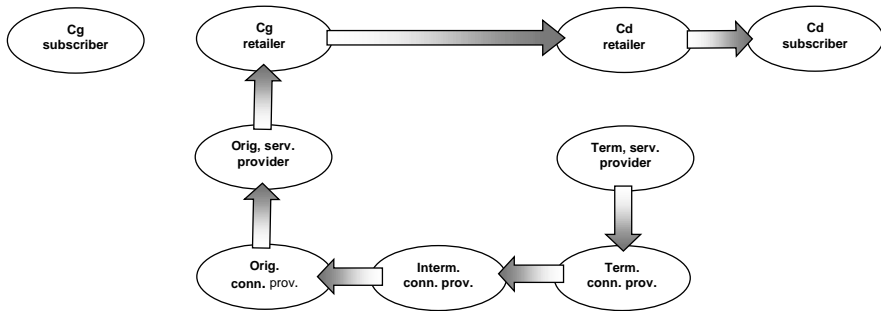 Cg
subscriber
Cg
retailer
Cd
retailer
Cd
subscriber
Orig, serv.
provider
Term, serv.
provider
Orig.
conn. prov.
Interm.
conn. prov.
Term.
conn. prov.